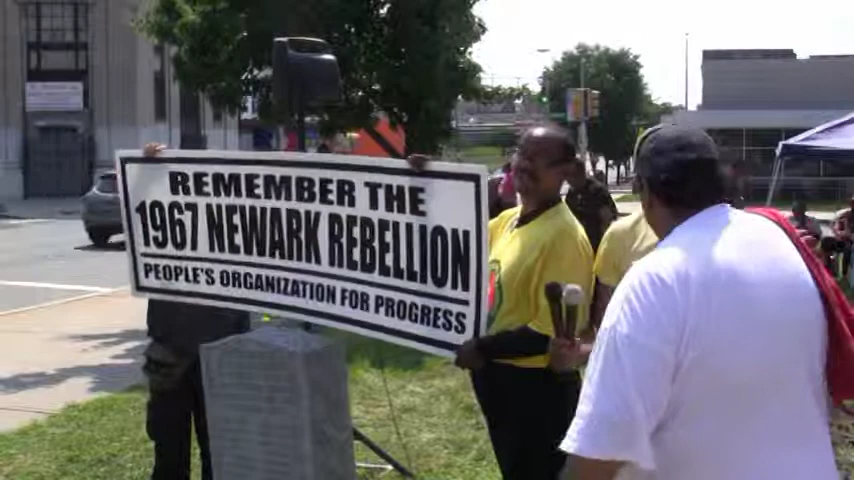 REMEMBER THE
1967 NEWARK REBELLION
PEOPLE'S ORGANIZATION FOR PROGRESS